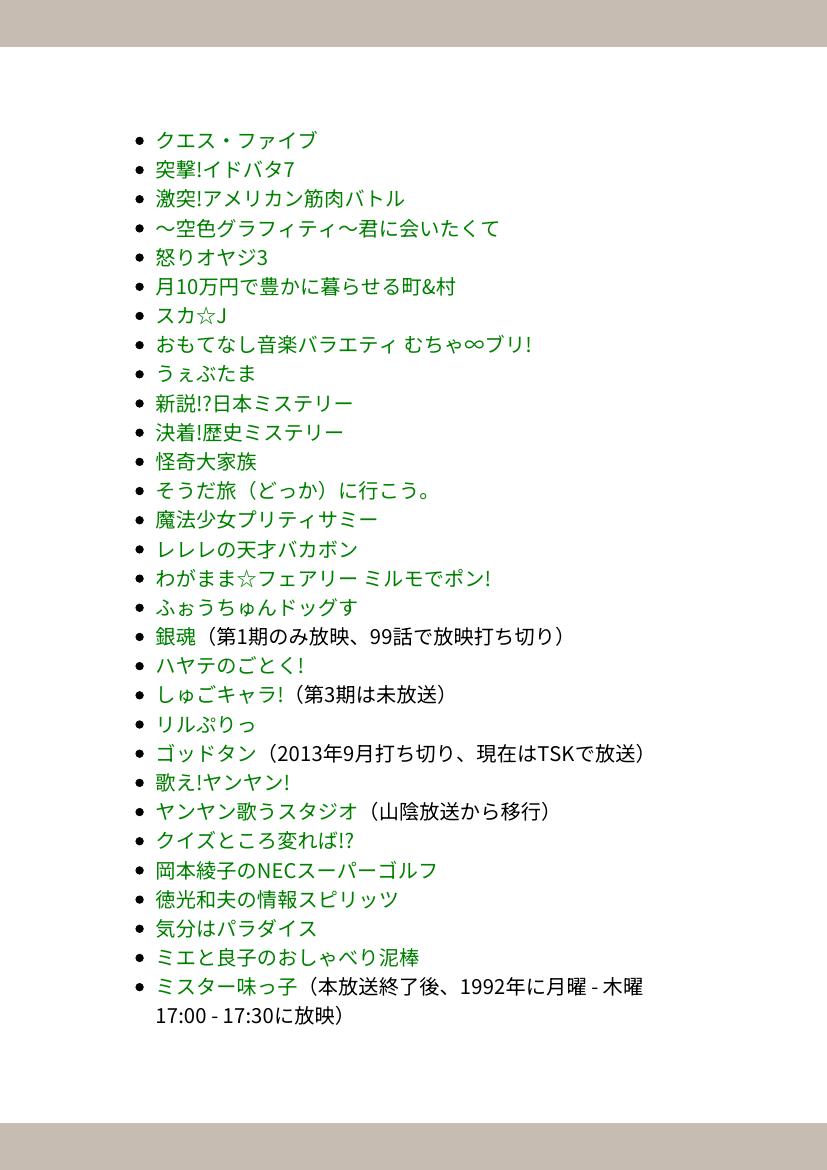 クエス・ファイブ
突撃!イドバタ7
激突!アメリカン筋肉バトル
〜空色グラフィティ〜君に会いたくて
怒りオヤジ3
月10万円で豊かに暮らせる町&村
スカ☆J
おもてなし音楽バラエティ むちゃ∞ブリ!
うぇぶたま
新説!?日本ミステリー
決着!歴史ミステリー
怪奇大家族
そうだ旅（どっか）に行こう。
魔法少女プリティサミー
レレレの天才バカボン
わがまま☆フェアリー ミルモでポン!
ふぉうちゅんドッグす
銀魂（第1期のみ放映、99話で放映打ち切り）
ハヤテのごとく!
しゅごキャラ!（第3期は未放送）
リルぷりっ
ゴッドタン（2013年9月打ち切り、現在はTSKで放送）
歌え!ヤンヤン!
ヤンヤン歌うスタジオ（山陰放送から移行）
クイズところ変れば!?
岡本綾子のNECスーパーゴルフ
徳光和夫の情報スピリッツ
気分はパラダイス
ミエと良子のおしゃべり泥棒
ミスター味っ子（本放送終了後、1992年に月曜 - 木曜
17:00 - 17:30に放映）